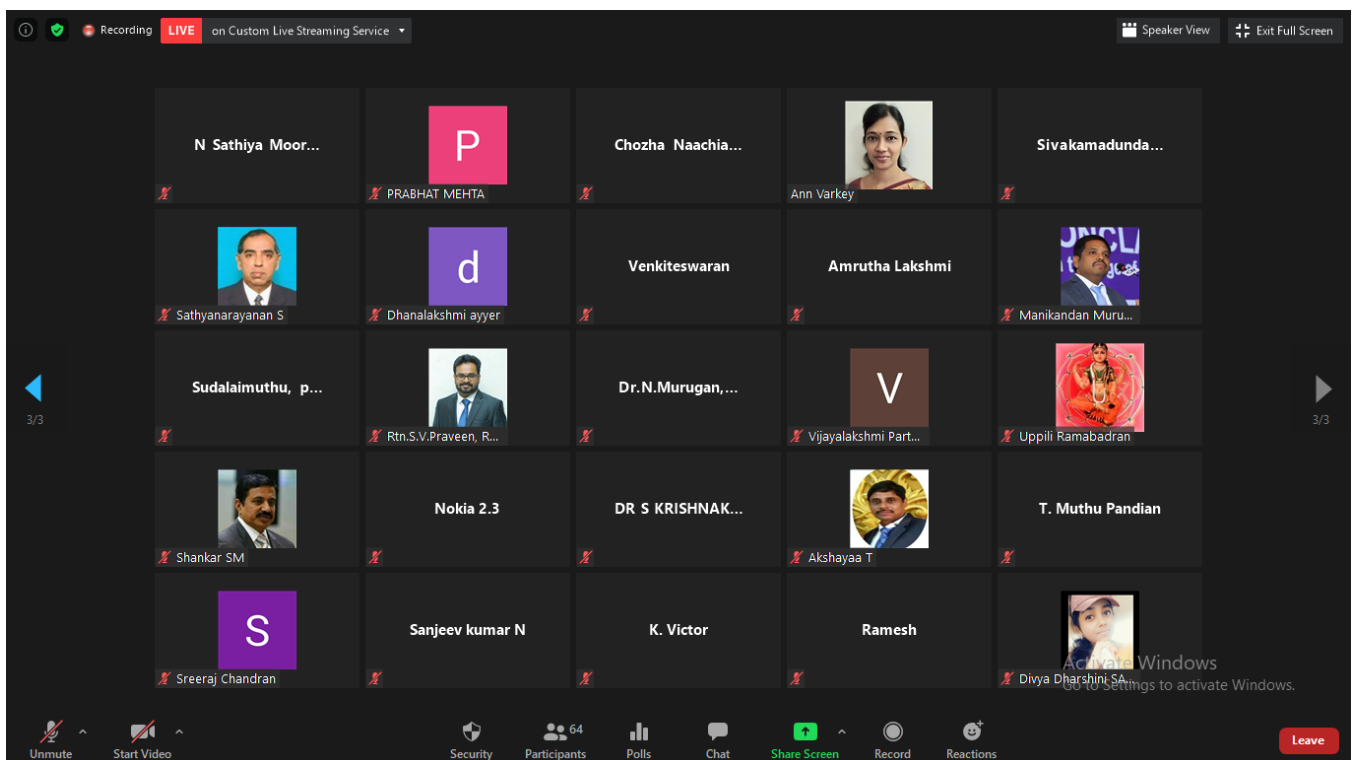 Recording LIVE on Custom Live Streaming Service
Speaker View Exit Full Screen
N Sathiya Moor...
P
PRABHAT MEHTA
Chozha Naachia...
Ann Varkey
Sivakamadunda...
Sathyanarayanan S
d
Dhanalakshmi ayyer
Venkiteswaran
Amrutha Lakshmi
Manikandan Muru...
3/3
Sudalaimuthu, p...
Rtn.S.V.Praveen, R...
Dr.N.Murugan,...
V
Vijayalakshmi Part...
Uppili Ramabadran
3/3
Shankar SM
Nokia 2.3
DR S KRISHNAK...
Akshayaa T
T. Muthu Pandian
S
Sreeraj Chandran
Sanjeev kumar N
K. Victor
Ramesh
Divya Dharshini SA...
Activate Windows
Go to Settings to activate Windows.
Unmute Start Video Security Participants 64 Polls Chat Share Screen Record Reactions Leave